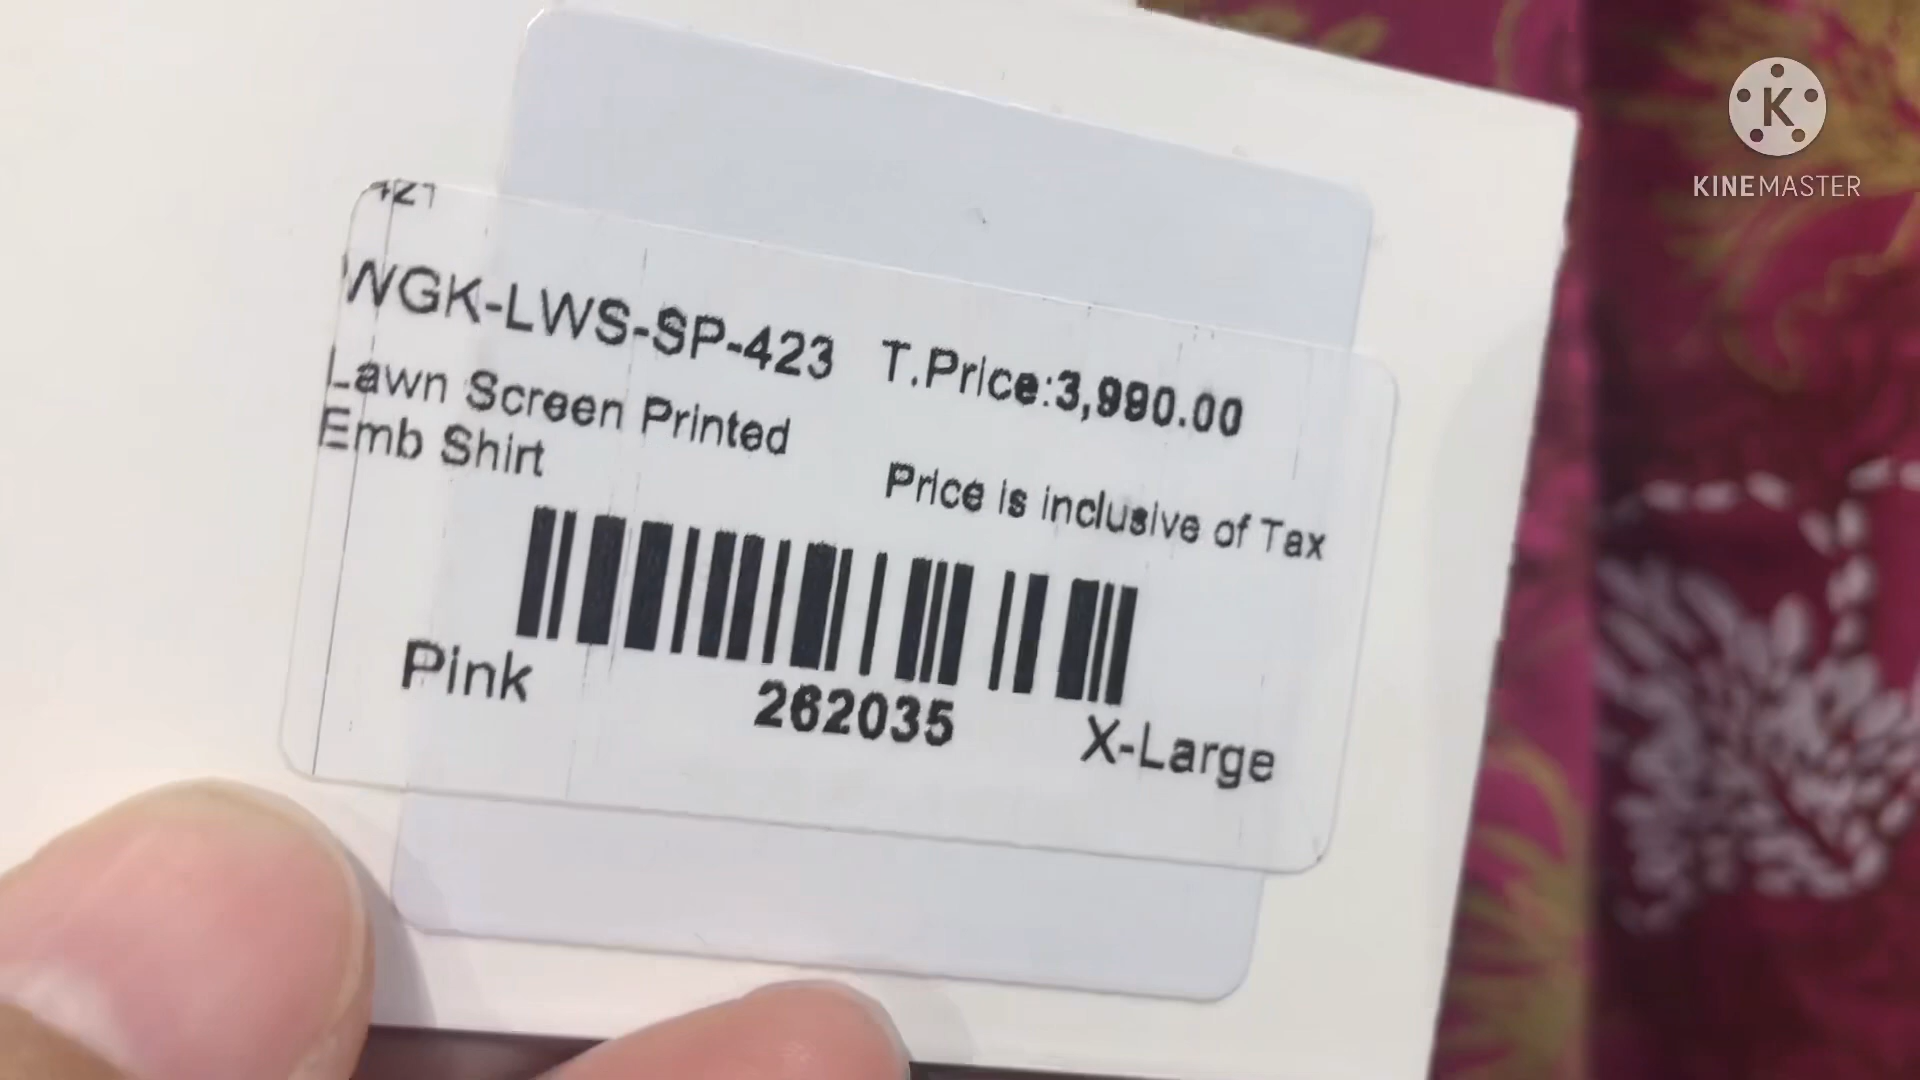 421
WGK-LWS-SP-423 T.Price:3,990.00
Lawn Screen Printed
Emb Shirt
Price is inclusive of Tax
Pink 262035 X-Large
K
KINEMASTER